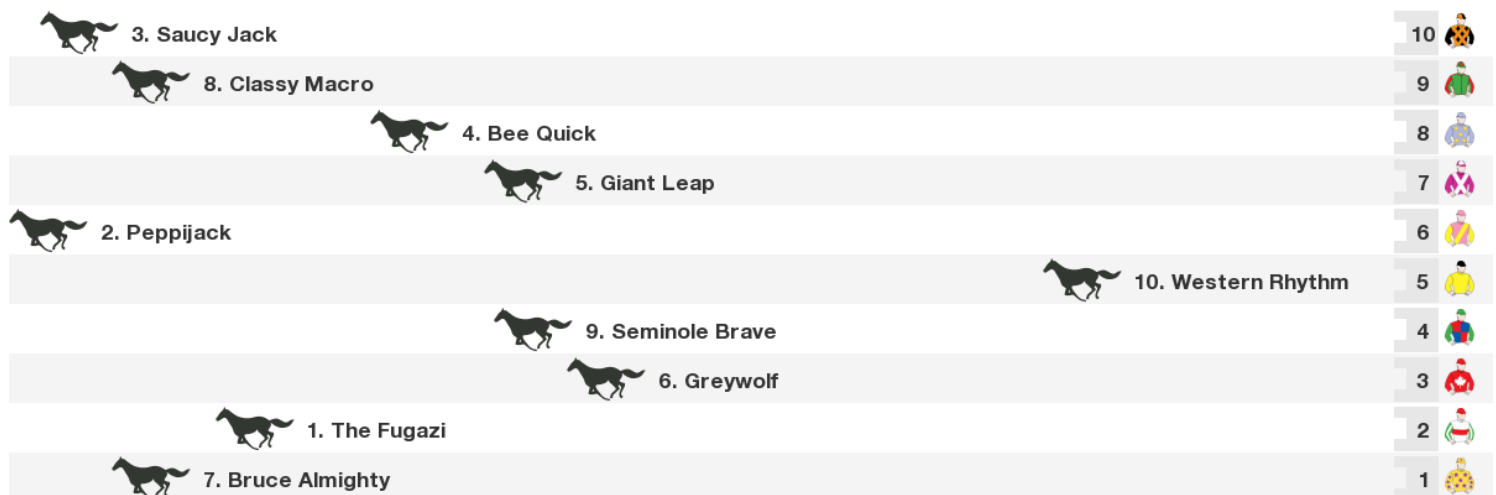 3. Saucy Jack 10
8. Classy Macro 9
4. Bee Quick 8
5. Giant Leap 7
2. Peppijack 6
10. Western Rhythm 5
9. Seminole Brave 4
6. Greywolf 3
1. The Fugazi 2
7. Bruce Almighty 1